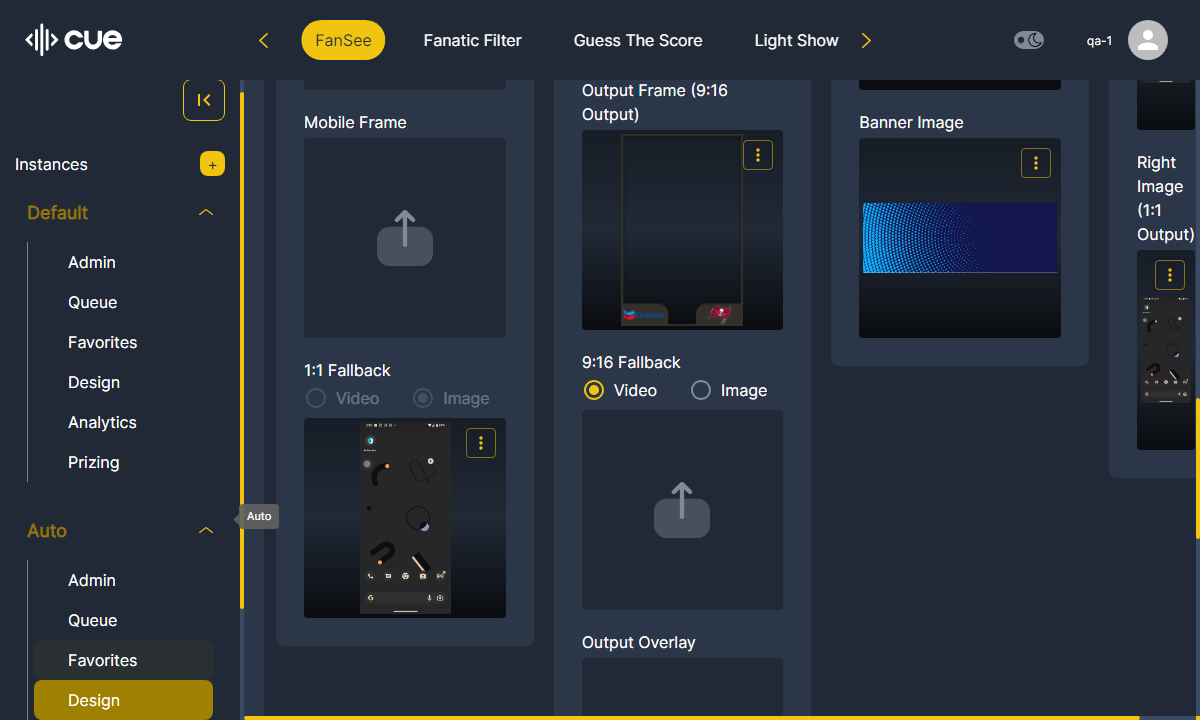 CUE
FanSee
Fanatic Filter
Guess The Score
Light Show
qa-1
Instances
+
Default
Admin
Queue
Favorites
Design
Analytics
Prizing
Auto
Admin
Queue
Favorites
Design
Auto
Mobile Frame
1:1 Fallback
Video
Image
Output Frame (9:16
Output)
9:16 Fallback
Video
Image
Output Overlay
Banner Image
Right
Image
(1:1
Output)